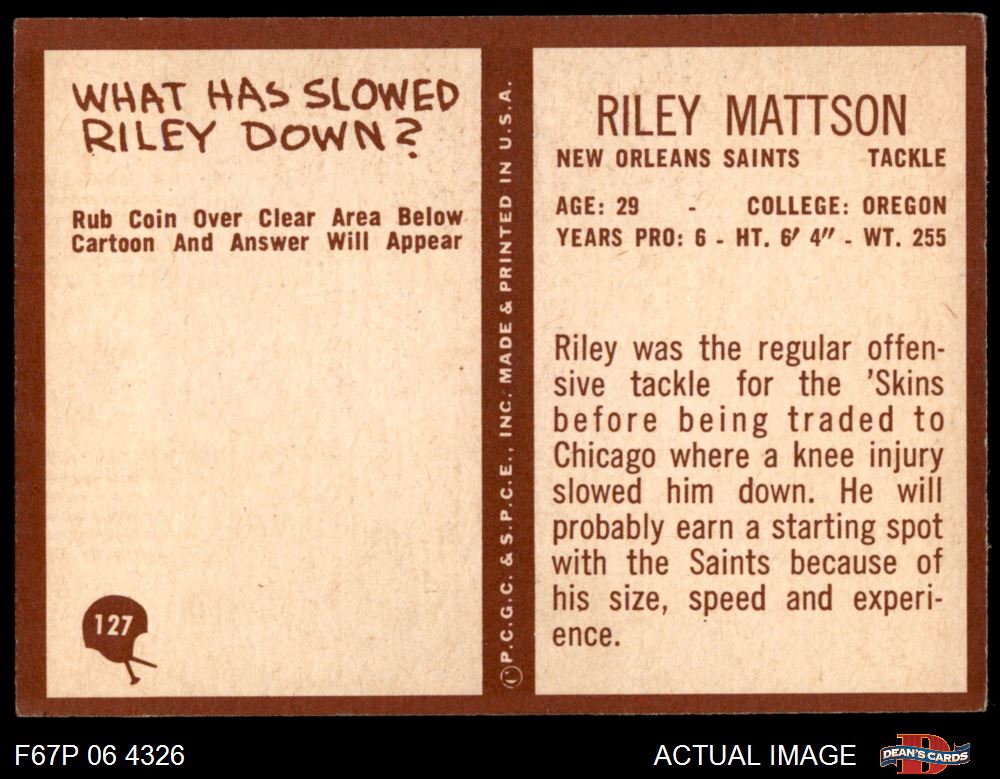 WHAT HAS SLOWED
RILEY DOWN?
Rub Coin Over Clear Area Below
Cartoon And Answer Will Appear
127
©P.C.G.C. & S.P.C.E., INC. MADE & PRINTED IN U.S.A.
RILEY MATTSON
NEW ORLEANS SAINTS TACKLE
AGE: 29 - COLLEGE: OREGON
YEARS PRO: 6 - HT. 6′ 4″ - WT. 255
Riley was the regular offen-
sive tackle for the 'Skins
before being traded to
Chicago where a knee injury
slowed him down. He will
probably earn a starting spot
with the Saints because of
his size, speed and experi-
ence.
F67P 06 4326
ACTUAL IMAGE
DEAN'S CARDS